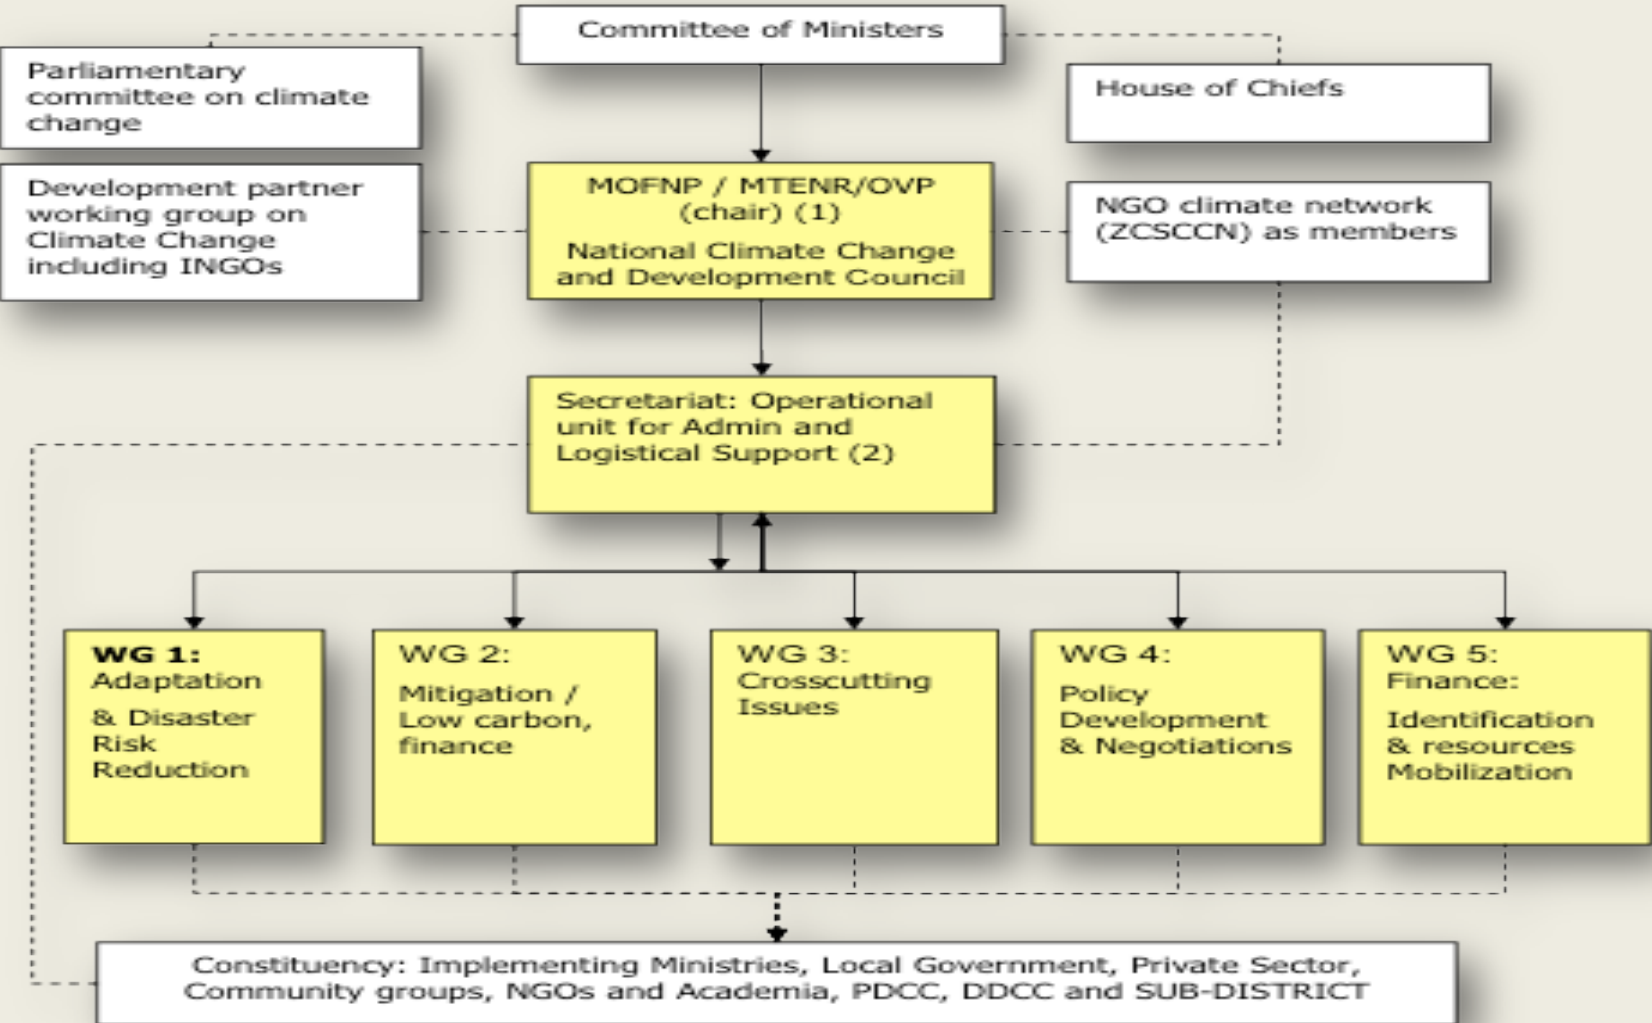 Committee of Ministers
Parliamentary
committee on climate
change
House of Chiefs
Development partner
working group on
Climate Change
including INGOs
MOFNP / MTENR/OVP
(chair) (1)
National Climate Change
and Development Council
NGO climate network
(ZCSCCN) as members
Secretariat: Operational
unit for Admin and
Logistical Support (2)
WG 1:
Adaptation
& Disaster
Risk
Reduction
WG 2:
Mitigation /
Low carbon,
finance
WG 3:
Crosscutting
Issues
WG 4:
Policy
Development
& Negotiations
WG 5:
Finance:
Identification
& resources
Mobilization
Constituency: Implementing Ministries, Local Government, Private Sector,
Community groups, NGOs and Academia, PDCC, DDCC and SUB-DISTRICT